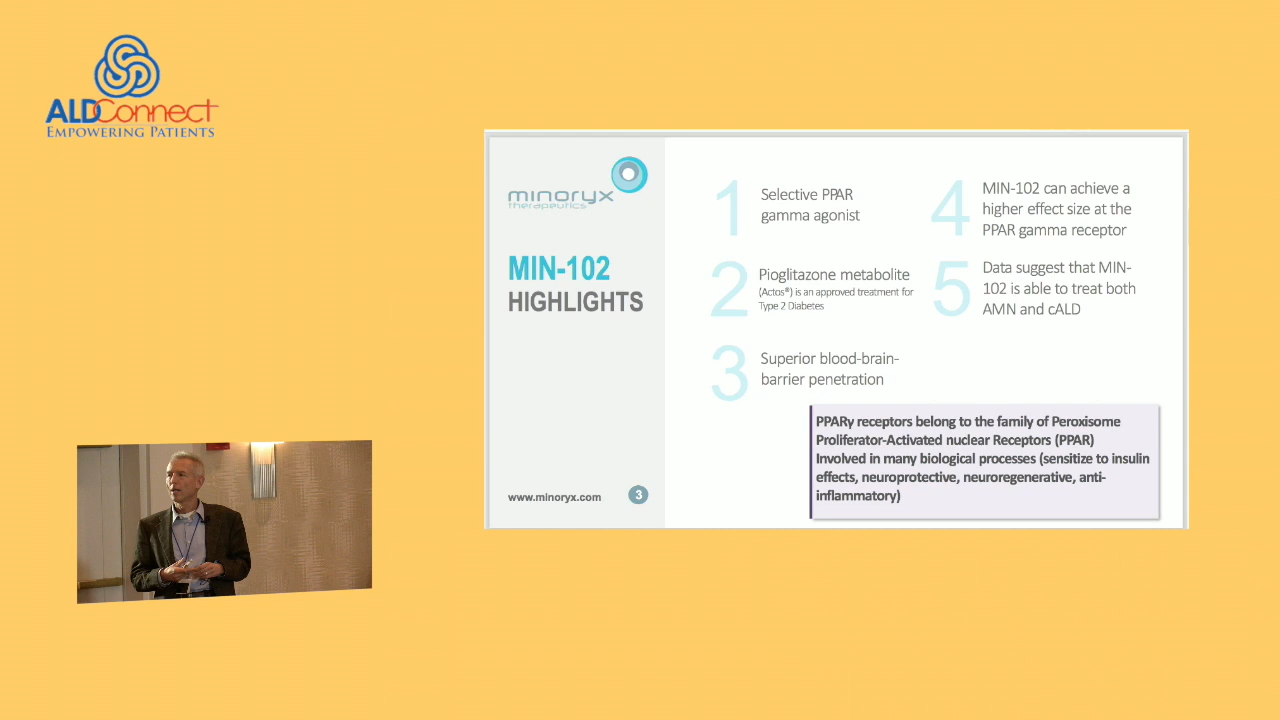 ALDConnect
EMPOWERING PATIENTS
minoryx
therapeutics
MIN-102
HIGHLIGHTS
www.minoryx.com
3
1
Selective PPAR
gamma agonist
2
Pioglitazone metabolite
(Actos®) is an approved treatment for
Type 2 Diabetes
3
Superior blood-brain-
barrier penetration
4
MIN-102 can achieve a
higher effect size at the
PPAR gamma receptor
5
Data suggest that MIN-
102 is able to treat both
AMN and cALD
PPARγ receptors belong to the family of Peroxisome
Proliferator-Activated nuclear Receptors (PPAR)
Involved in many biological processes (sensitize to insulin
effects, neuroprotective, neuroregenerative, anti-
inflammatory)